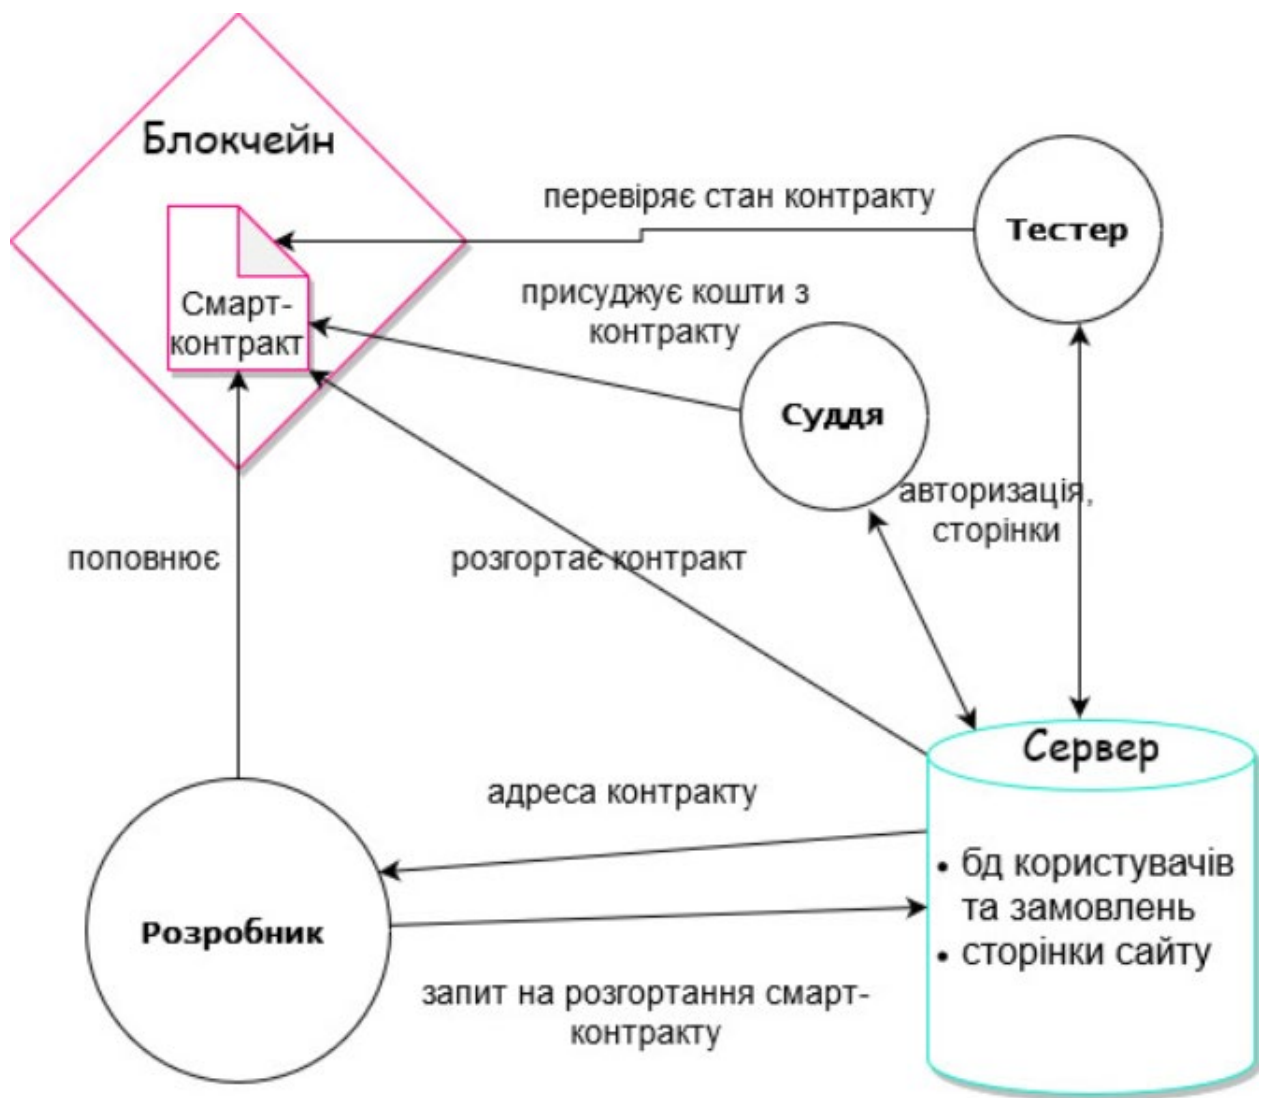 Блокчейн
перевіряє стан контракту
Тестер
Смарт-
контракт
присуджує кошти з
контракту
Суддя
авторизація,
сторінки
поповнює
розгортає контракт
Сервер
адреса контракту
• бд користувачів
та замовлень
• сторінки сайту
Розробник
запит на розгортання смарт-
контракту